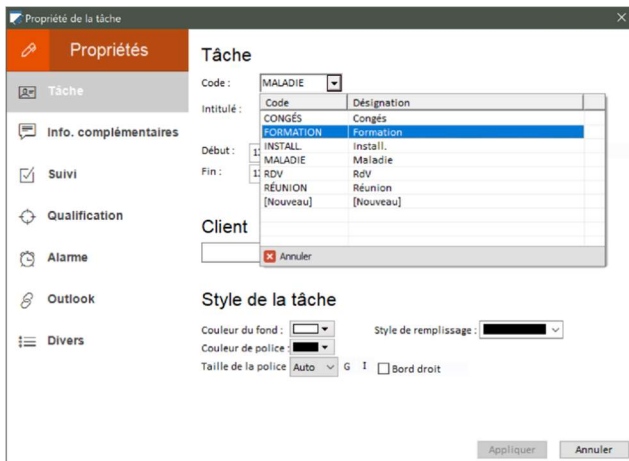 Propriété de la tâche
Propriétés
Tâche
Info. complémentaires
Suivi
Qualification
Alarme
Outlook
Divers
Tâche
Code : MALADIE
Intitulé :
Code Désignation
CONGÉS Congés
FORMATION Formation
INSTALL. Install.
MALADIE Maladie
RDV RdV
RÉUNION Réunion
[Nouveau] [Nouveau]
Annuler
Début :
Fin :
Client
Style de la tâche
Couleur du fond : Style de remplissage :
Couleur de police :
Taille de la police Auto G I Bord droit
Appliquer Annuler